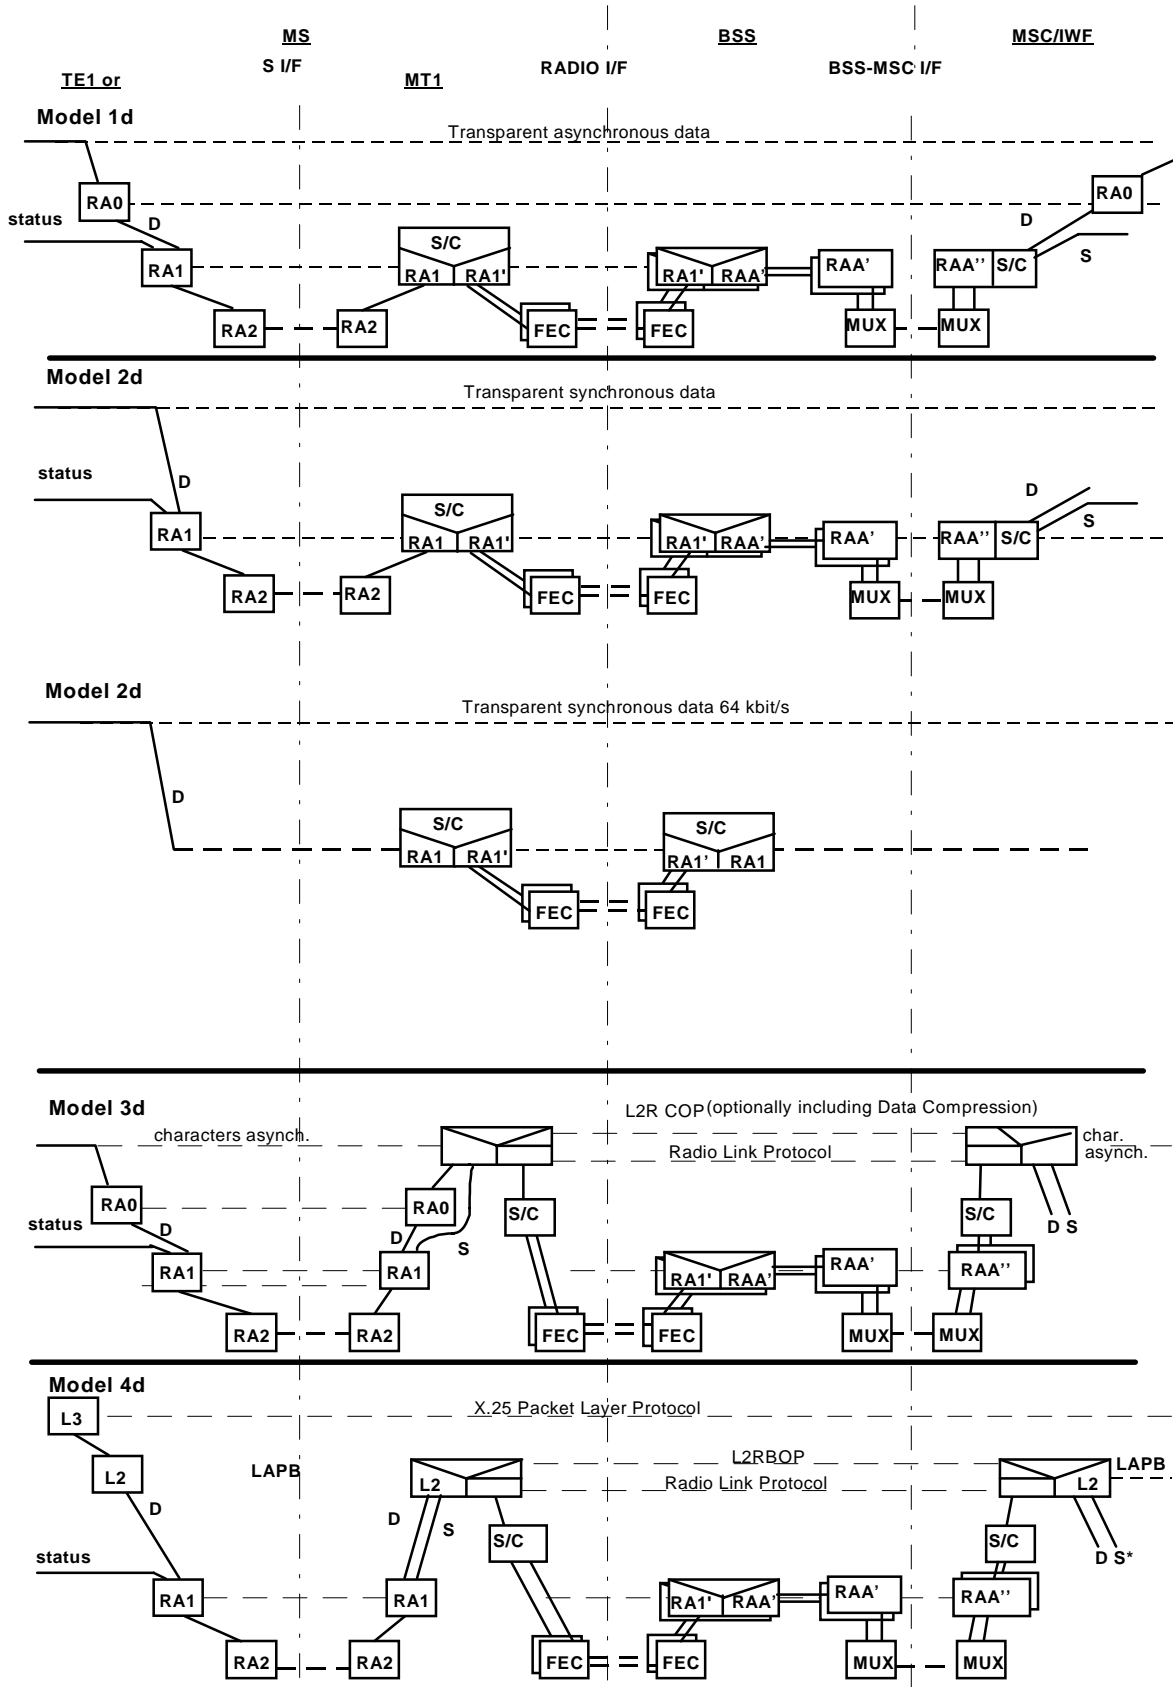 MS BSS MSC/IWF
S I/F RADIO I/F BSS-MSC I/F
TE1 or MT1
Model 1d
Transparent asynchronous data
RA0 RA0
status D D
S/C S
RA1 RA1 RA1' RA1' RAA' RAA' RAA'' S/C
RA2 RA2 FEC FEC MUX MUX
Model 2d
Transparent synchronous data
status D D
S/C S
RA1 RA1 RA1' RA1' RAA' RAA' RAA'' S/C
RA2 RA2 FEC FEC MUX MUX
Model 2d
Transparent synchronous data 64 kbit/s
D
S/C S/C
RA1 RA1' RA1' RA1
FEC FEC
Model 3d
L2R COP (optionally including Data Compression)
characters asynch. char.
Radio Link Protocol asynch.
RA0 RA0 S/C S/C
status D D S D S
RA1 RA1 RA1' RAA' RAA' RAA''
RA2 RA2 FEC FEC MUX MUX
Model 4d
L3 X.25 Packet Layer Protocol
L2RBOP
L2 LAPB L2 Radio Link Protocol L2 LAPB
D D S
S/C S/C
status D S*
RA1 RA1 RA1' RAA' RAA' RAA''
RA2 RA2 FEC FEC MUX MUX